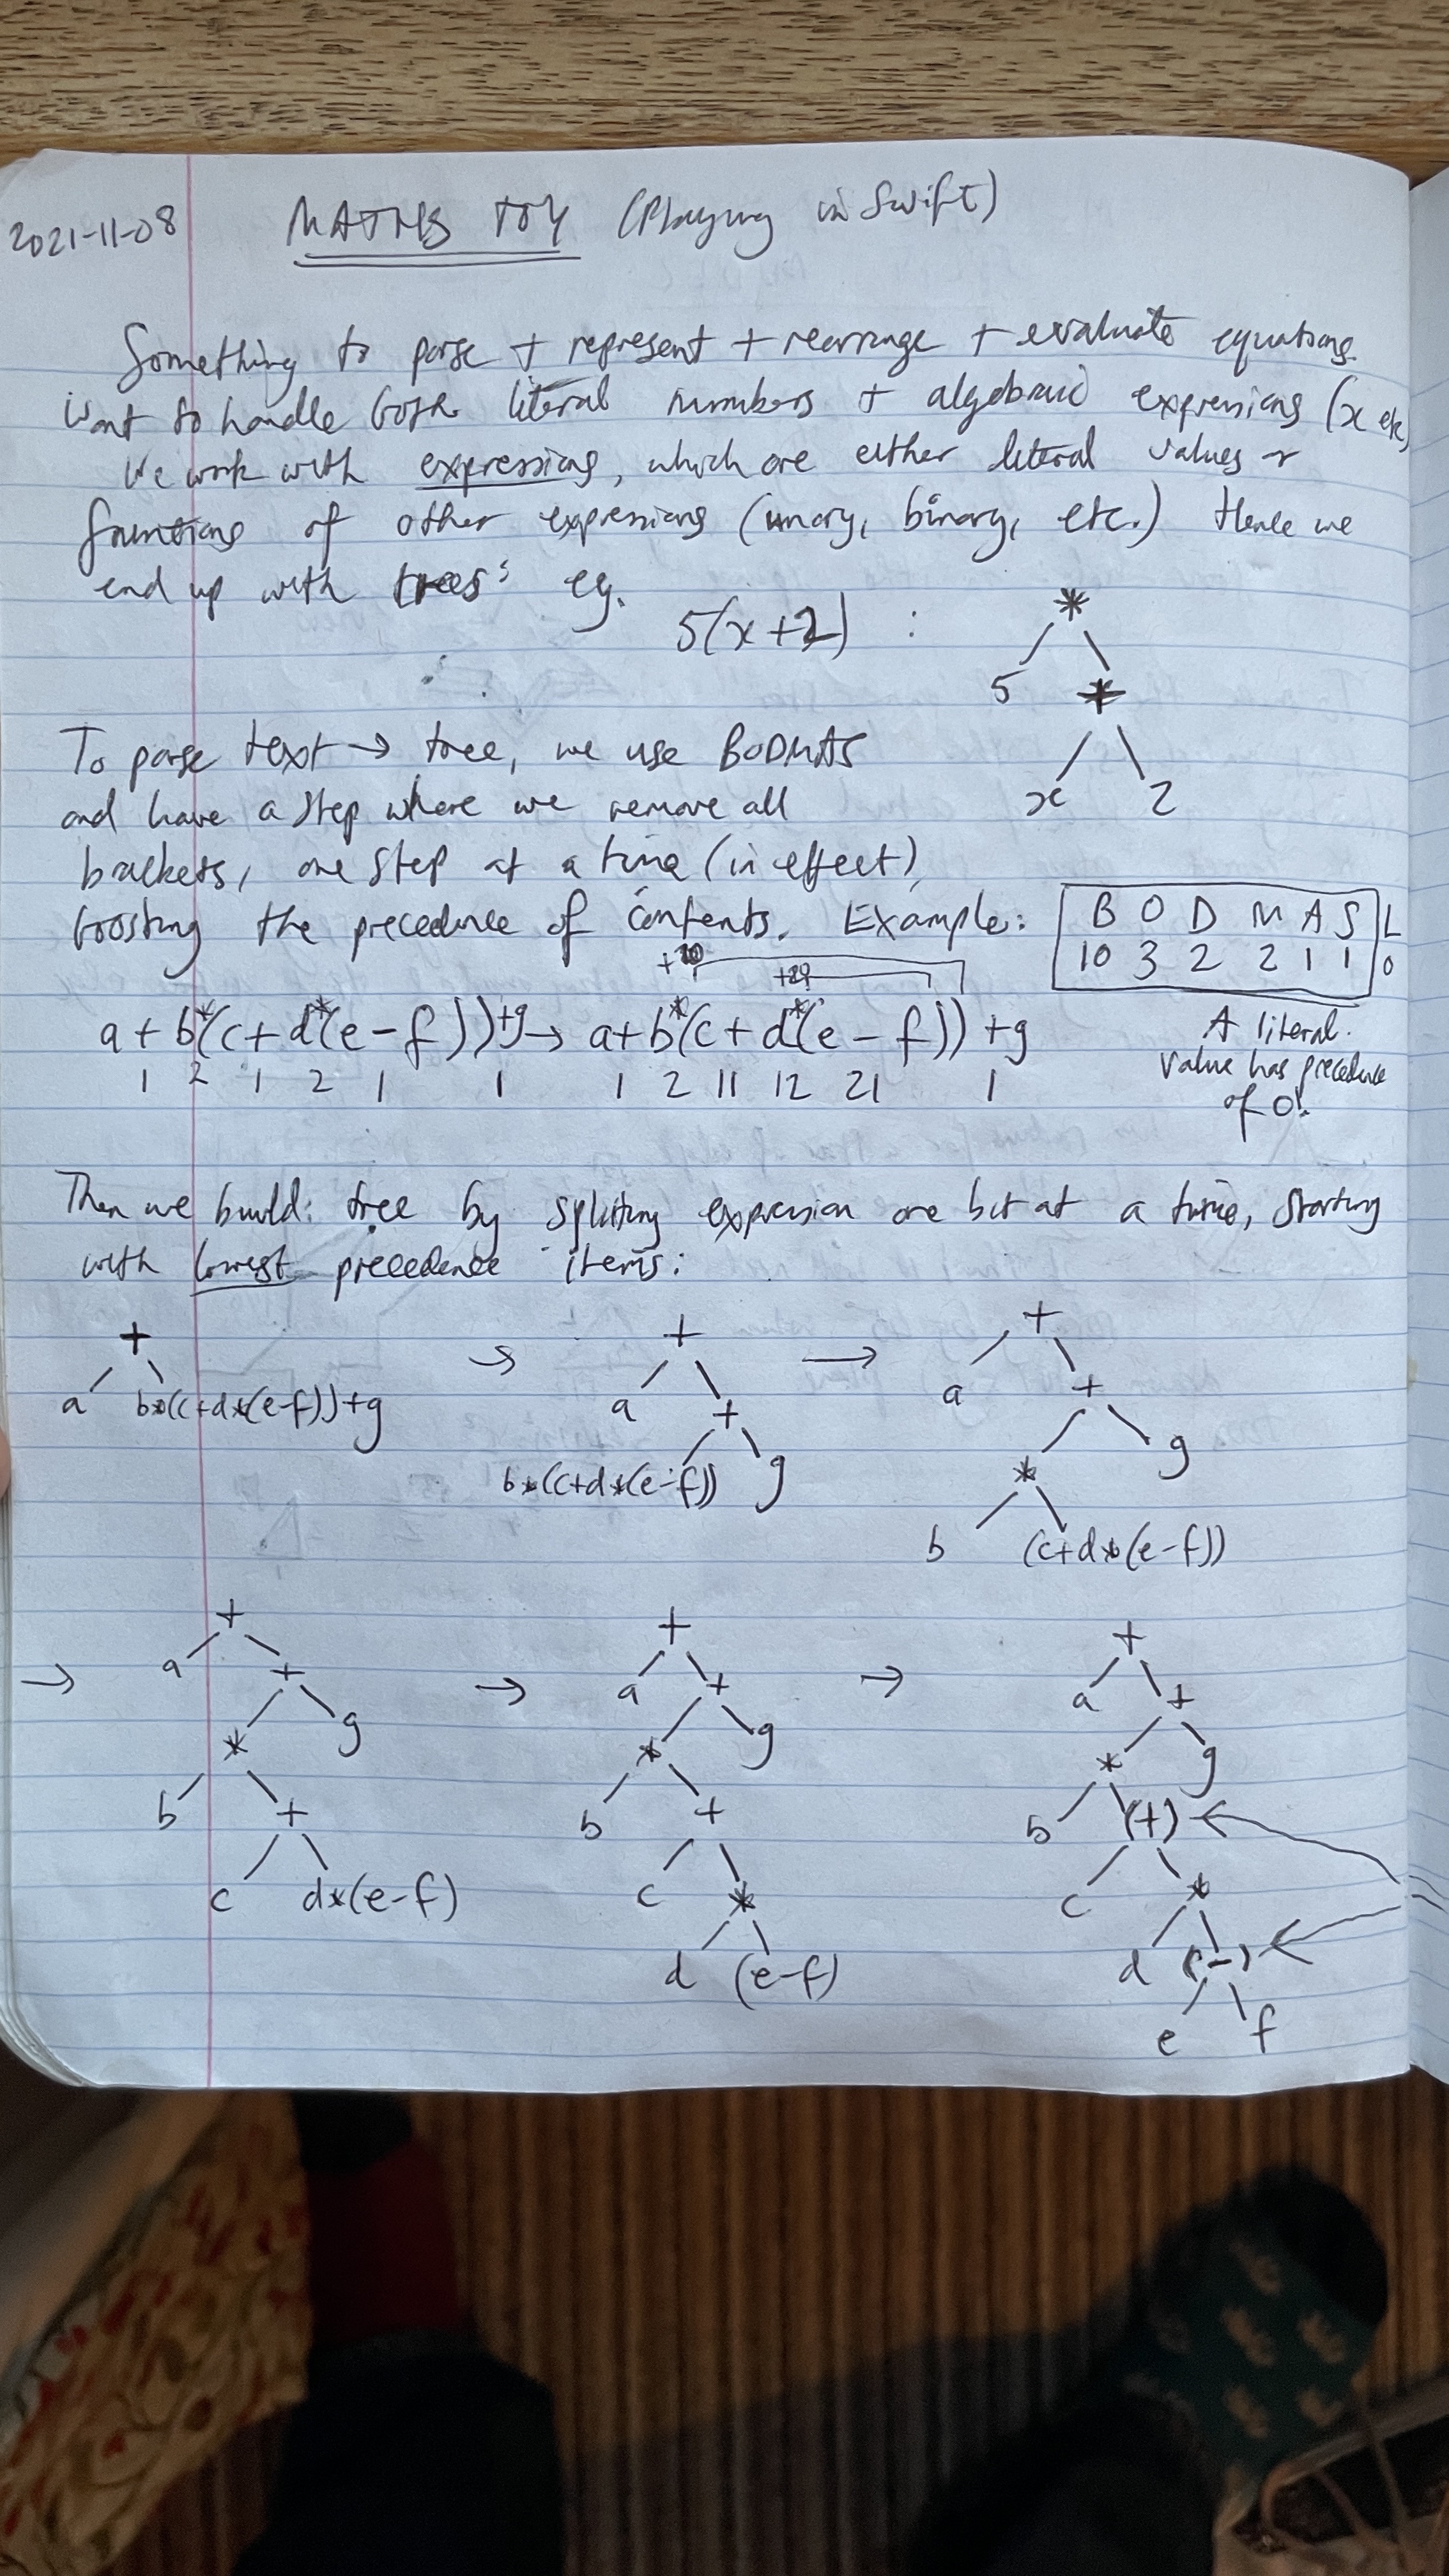 2021-11-08 MATHS TOY (Playing in Swift)
Something to parse + represent + rearrange + evaluate equations.
Want to handle both literal numbers + algebraic expressions (x etc)
We work with expressions, which are either literal values or
functions of other expressions (unary, binary, etc.) Hence we
end up with trees: eg.
5(x+2) :
*
5 +
x 2
To parse text → tree, we use BODMAS
and have a step where we remove all
brackets, one step at a time (in effect),
boosting the precedence of contents. Example:
B O D M A S L
10 3 2 2 1 1 0
A literal
value has precedence
of 0!
+10
a + b*(c+d*(e-f))+g → a+b*(c+d*(e-f))+g
1 2 1 2 1 1 1 2 11 12 21 1
Then we build tree by splitting expression one bit at a time, starting
with lowest precedence items:
+
a b*(c+d*(e-f))+g
→
+
a +
b*(c+d*(e-f)) g
→
+
a +
* g
b (c+d*(e-f))
→
+
a +
* g
b +
c d*(e-f)
→
+
a +
* g
b +
c *
d (e-f)
→
+
a +
* g
b (+)
c *
d (-)
e f